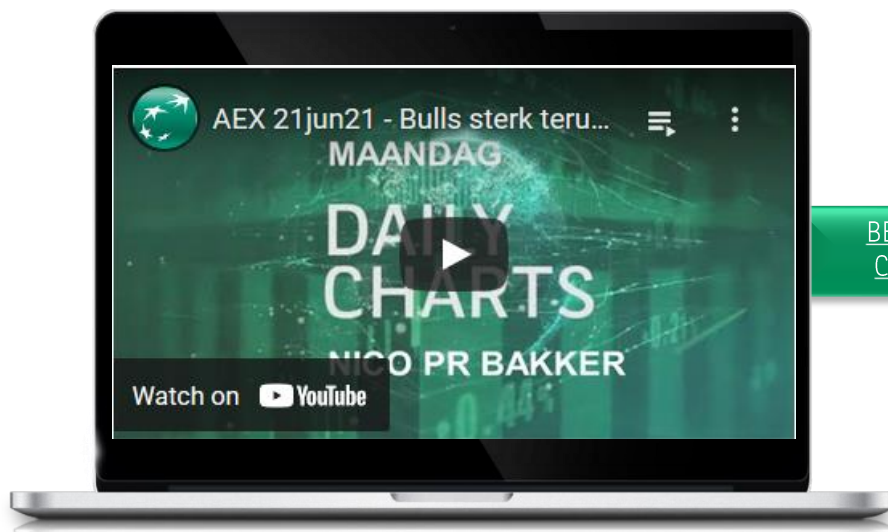 AEX 21jun21 - Bulls sterk teru...
MAANDAG
DAILY
CHARTS
NICO PR BAKKER
Watch on YouTube